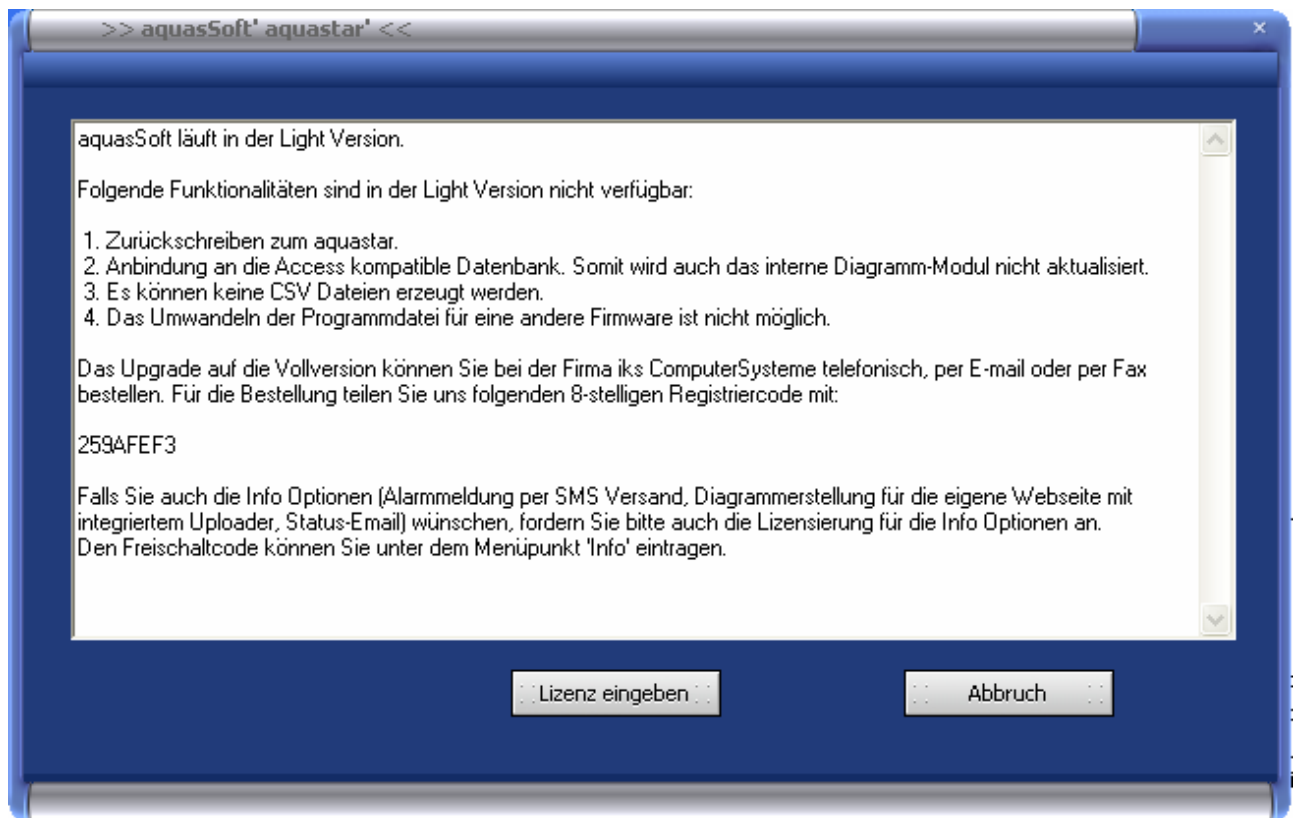 >> aquasSoft' aquastar' <<
aquasSoft läuft in der Light Version.
Folgende Funktionalitäten sind in der Light Version nicht verfügbar:
1. Zurückschreiben zum aquastar.
2. Anbindung an die Access kompatible Datenbank. Somit wird auch das interne Diagramm-Modul nicht aktualisiert.
3. Es können keine CSV Dateien erzeugt werden.
4. Das Umwandeln der Programmdatei für eine andere Firmware ist nicht möglich.
Das Upgrade auf die Vollversion können Sie bei der Firma iks ComputerSysteme telefonisch, per E-mail oder per Fax
bestellen. Für die Bestellung teilen Sie uns folgenden 8-stelligen Registriercode mit:
259AFEF3
Falls Sie auch die Info Optionen (Alarmmeldung per SMS Versand, Diagrammerstellung für die eigene Webseite mit
integriertem Uploader, Status-Email) wünschen, fordern Sie bitte auch die Lizensierung für die Info Optionen an.
Den Freischaltcode können Sie unter dem Menüpunkt 'Info' eintragen.
Lizenz eingeben
Abbruch